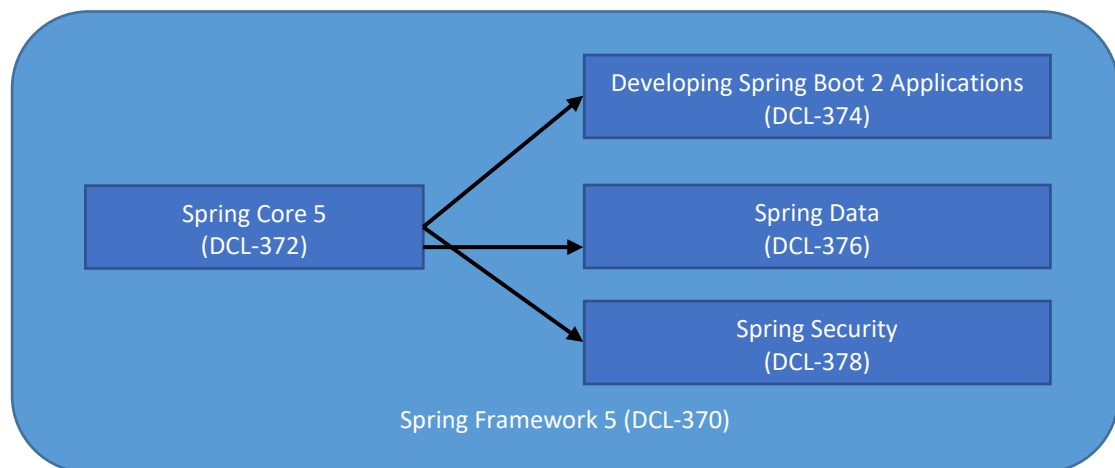 Developing Spring Boot 2 Applications
(DCL-374)
Spring Core 5
(DCL-372)
Spring Data
(DCL-376)
Spring Security
(DCL-378)
Spring Framework 5 (DCL-370)